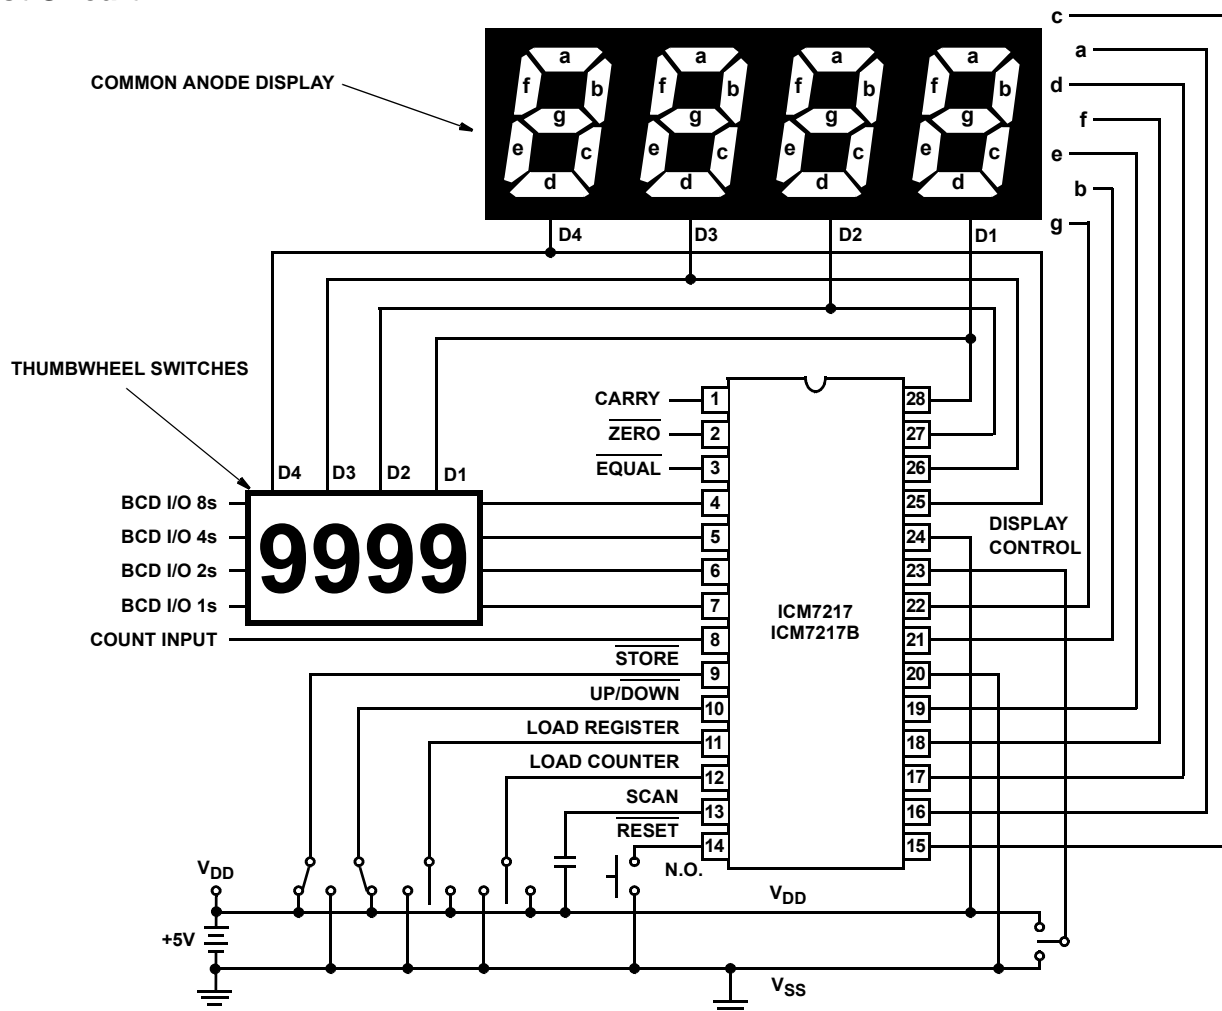 c
COMMON ANODE DISPLAY
a a a a
f b f b f b f b
g g g g
e c e c e c e c
d d d d
a
d
f
e
b
g
D4 D3 D2 D1
THUMBWHEEL SWITCHES
D4 D3 D2 D1
BCD I/O 8s
BCD I/O 4s
BCD I/O 2s
BCD I/O 1s
9999
COUNT INPUT
CARRY
ZERO
EQUAL
STORE
UP/DOWN
LOAD REGISTER
LOAD COUNTER
SCAN
RESET
N.O.
1 28
2 27
3 26
4 25
5 24
6 23
7 22
8 21
9 20
10 19
11 18
12 17
13 16
14 15
ICM7217
ICM7217B
DISPLAY
CONTROL
VDD
VDD
+5V
VSS